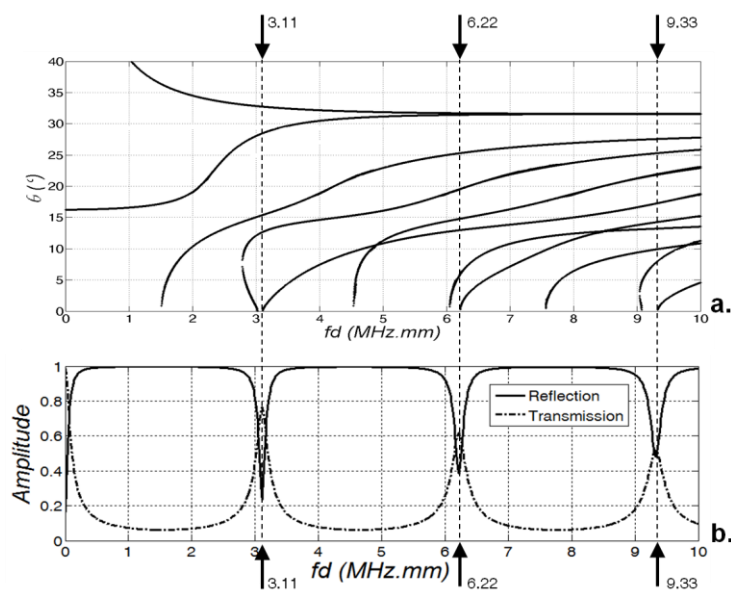 3.11 6.22 9.33
40
35
30
25
20
15
10
5
0
θ (°)
0 1 2 3 4 5 6 7 8 9 10
fd (MHz.mm)
a.
1
0.8
0.6
0.4
0.2
0
Amplitude
Reflection
Transmission
0 1 2 3 4 5 6 7 8 9 10
fd (MHz.mm)
b.
3.11 6.22 9.33